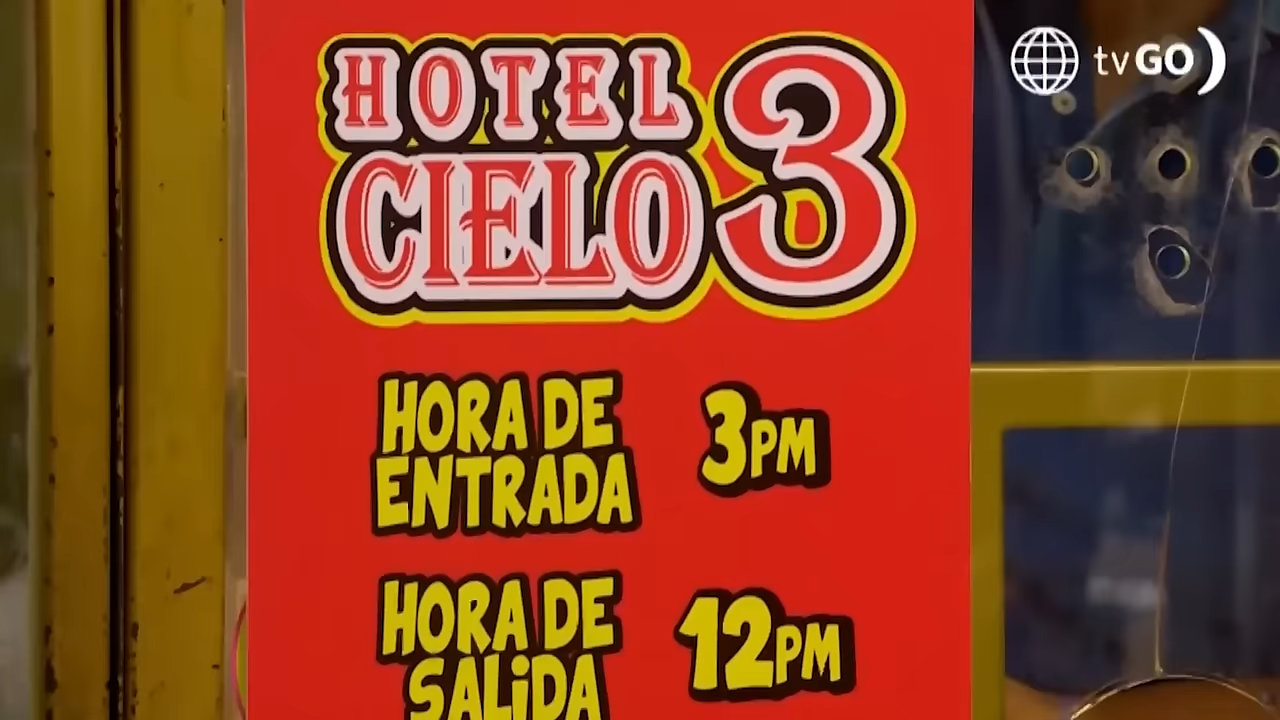 HOTEL
CIELO 3
tvGO
HORA DE
ENTRADA
3PM
HORA DE
SALiDA
12PM